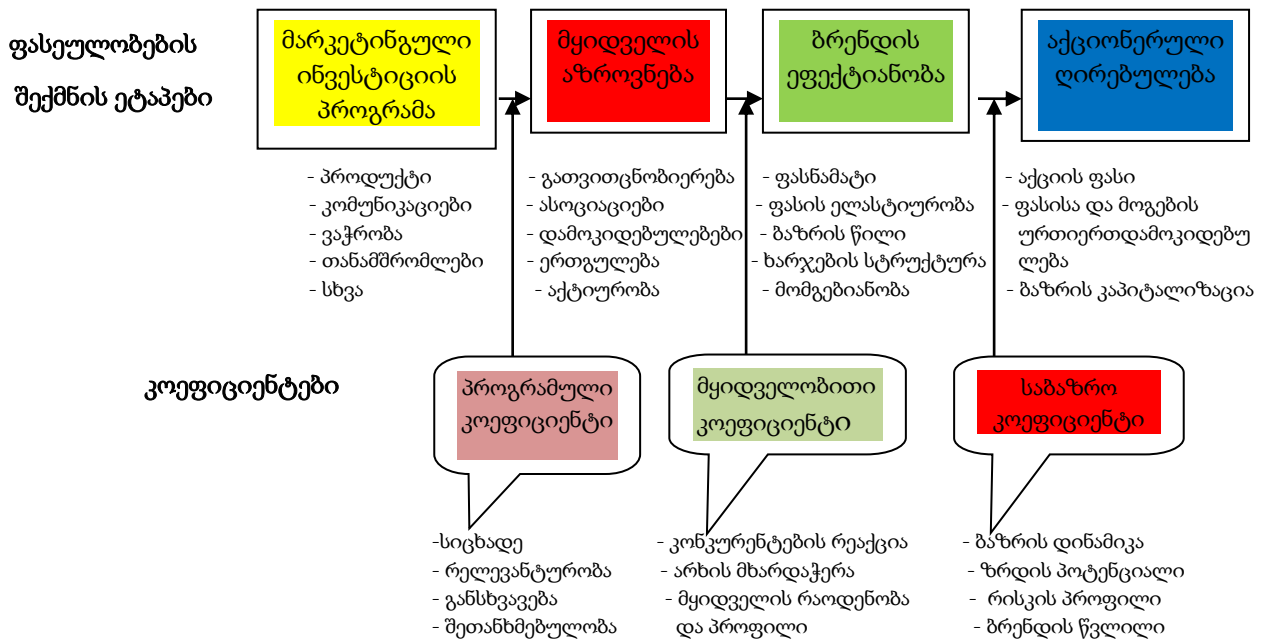 ფასეულობების
შექმნის ეტაპები
მარკეტინგული
ინვესტიციის
პროგრამა
მყიდველის
აზროვნება
ბრენდის
ეფექტიანობა
აქციონერული
ღირებულება
- პროდუქტი
- კომუნიკაციები
- ვაჭრობა
- თანამშრომლები
- სხვა
- გათვითცნობიერება
- ასოციაციები
- დამოკიდებულებები
- ერთგულება
- აქტიურობა
- ფასნამატი
- ფასის ელასტიურობა
- ბაზრის წილი
- ხარჯების სტრუქტურა
- მომგებიანობა
- აქციის ფასი
- ფასისა და მოგების
ურთიერთდამოკიდებუ
ლება
- ბაზრის კაპიტალიზაცია
კოეფიციენტები
პროგრამული
კოეფიციენტი
მყიდველობითი
კოეფიციენტი
საბაზრო
კოეფიციენტი
-სიცხადე
- რელევანტურობა
- განსხვავება
- შეთანხმებულობა
- კონკურენტების რეაქცია
- არხის მხარდაჭერა
- მყიდველის რაოდენობა
და პროფილი
- ბაზრის დინამიკა
- ზრდის პოტენციალი
- რისკის პროფილი
- ბრენდის წვლილი